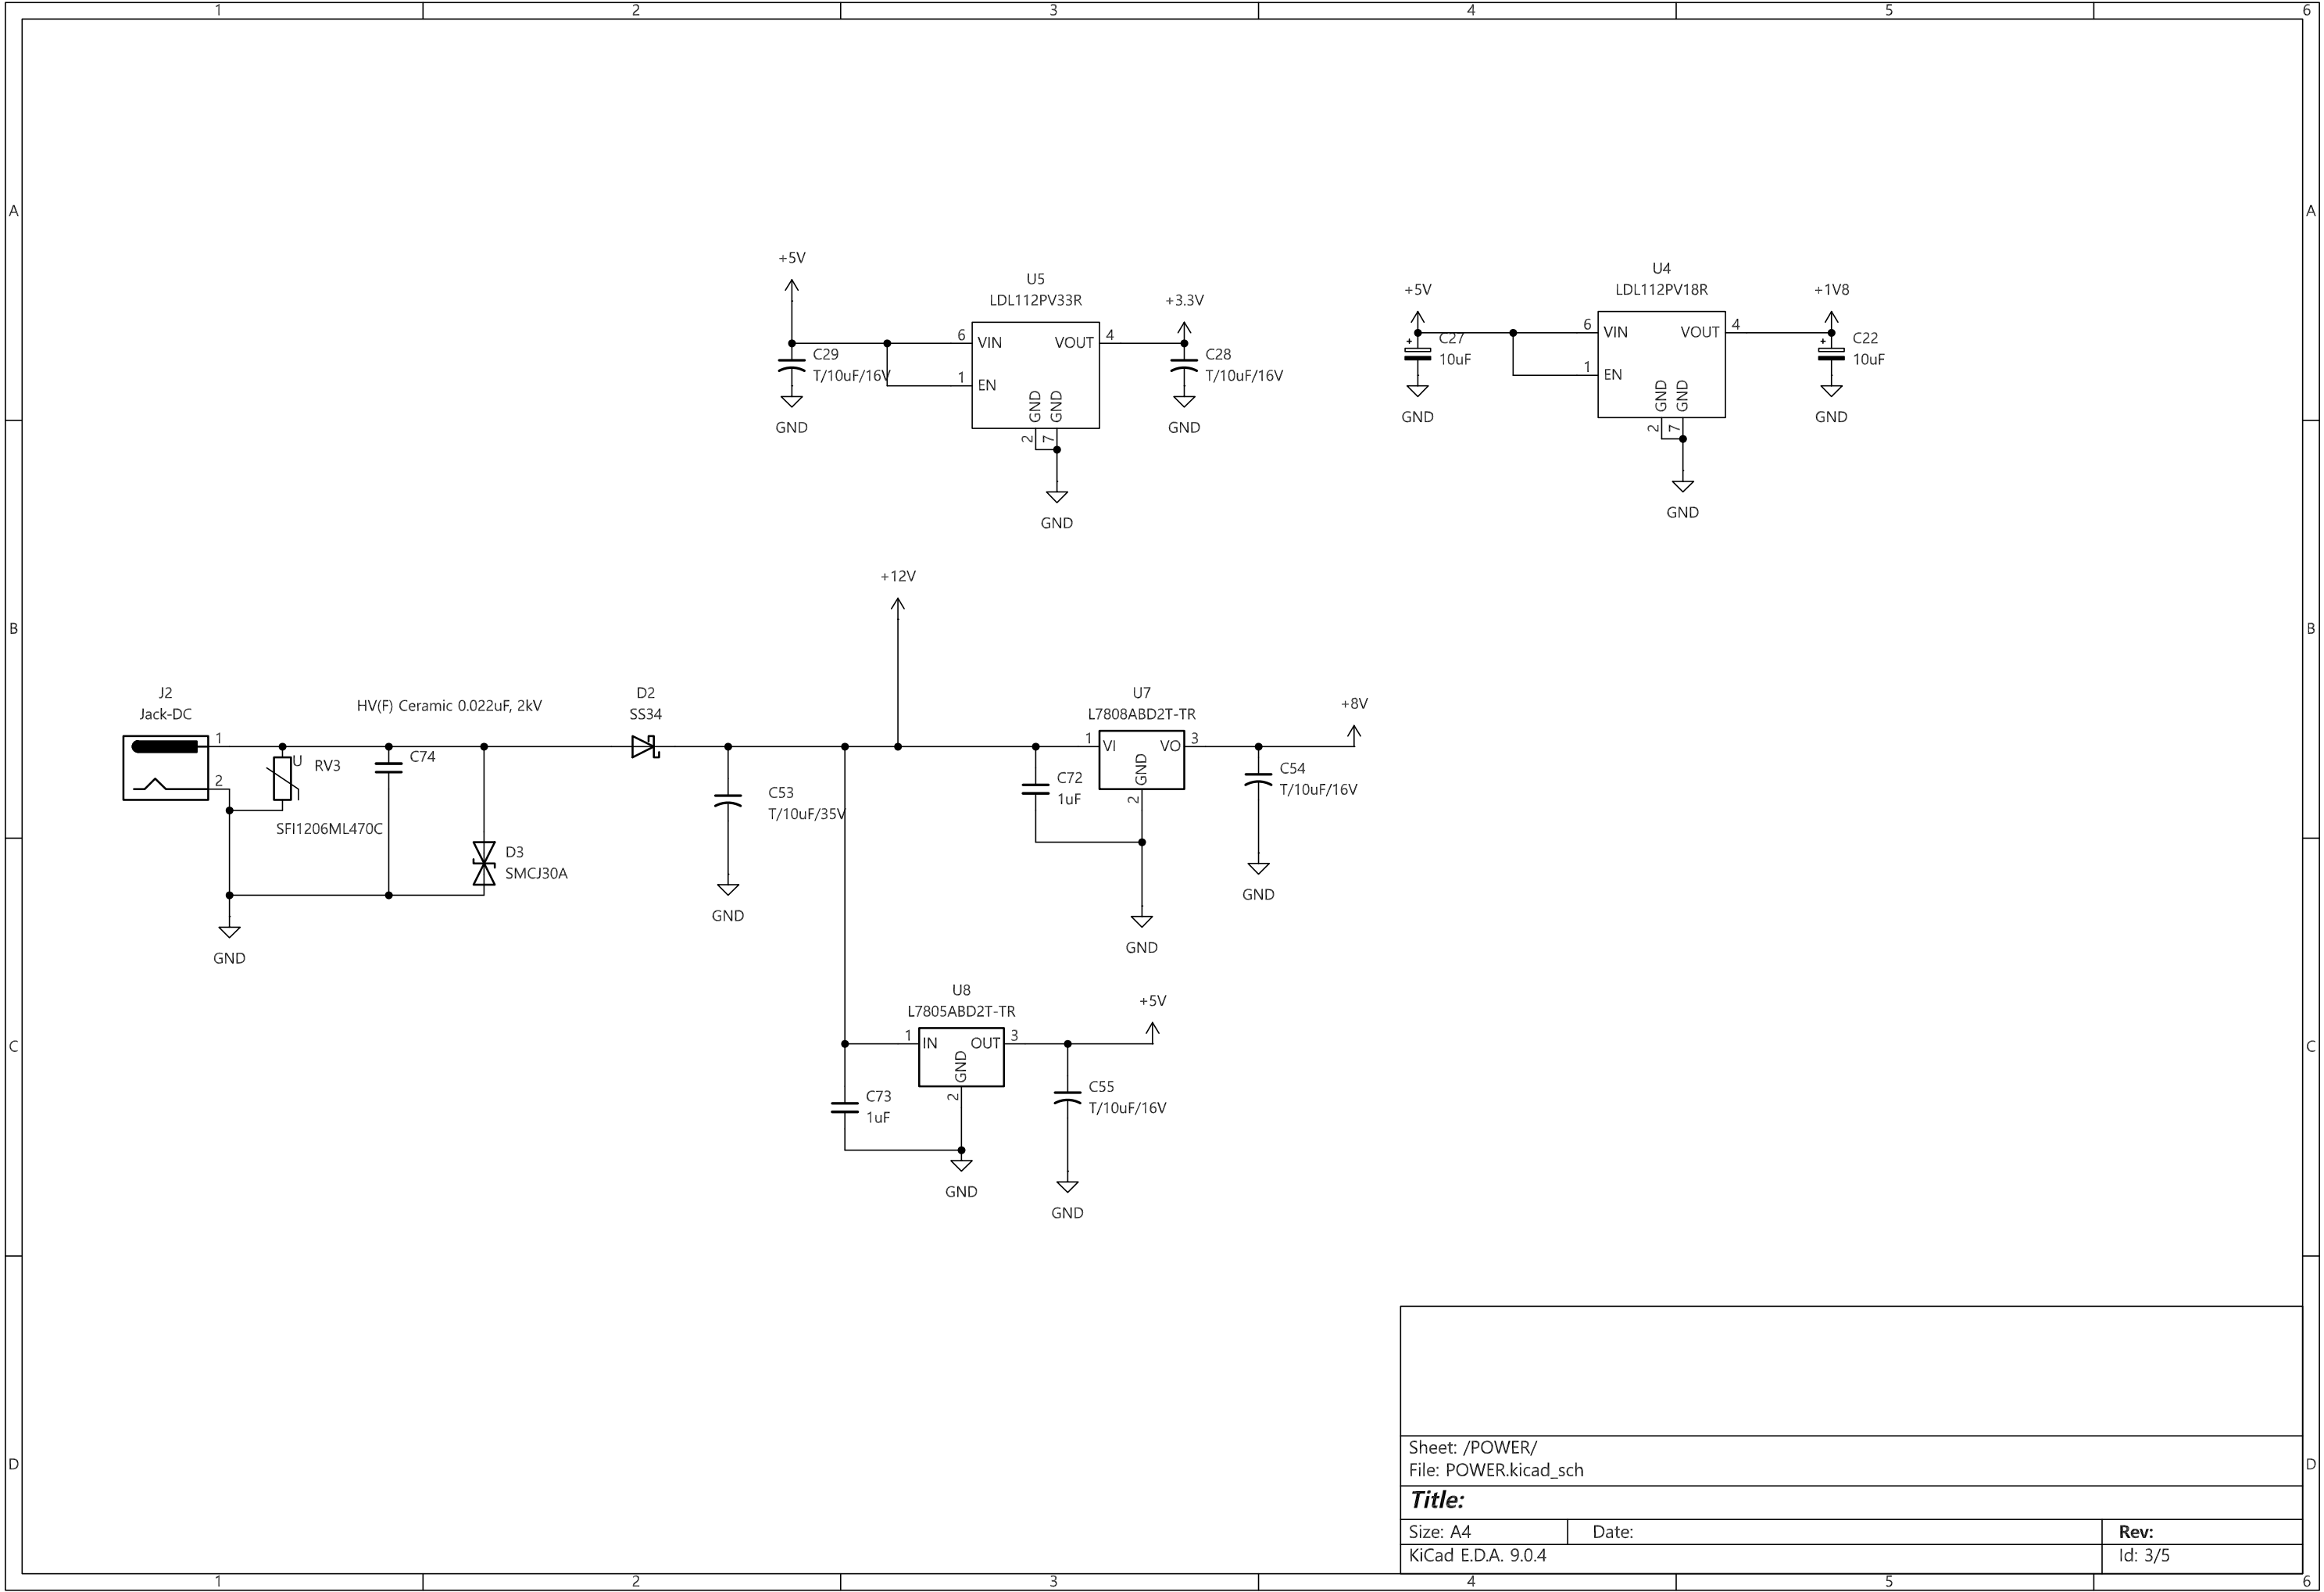 1 2 3 4 5 6
A A
+5V
U5
LDL112PV33R
+3.3V
6 VIN VOUT 4
C29
T/10uF/16V
1 EN
C28
T/10uF/16V
GND GND
2 7
GND
GND
GND
U4
LDL112PV18R
+5V
+1V8
6 VIN VOUT 4
+ C27
10uF
1 EN
+ C22
10uF
GND GND
2 7
GND
GND
GND
B B
+12V
J2
Jack-DC
1
2
U RV3
SFI1206ML470C
HV(F) Ceramic 0.022uF, 2kV
C74
D3
SMCJ30A
GND
D2
SS34
C53
T/10uF/35V
GND
U7
L7808ABD2T-TR
1 VI VO 3
GND
2
C72
1uF
GND
+8V
C54
T/10uF/16V
GND
C C
U8
L7805ABD2T-TR
1 IN OUT 3
GND
2
C73
1uF
GND
+5V
C55
T/10uF/16V
GND
D D
Sheet: /POWER/
File: POWER.kicad_sch
Title:
Size: A4 Date: Rev:
KiCad E.D.A. 9.0.4 Id: 3/5
1 2 3 4 5 6